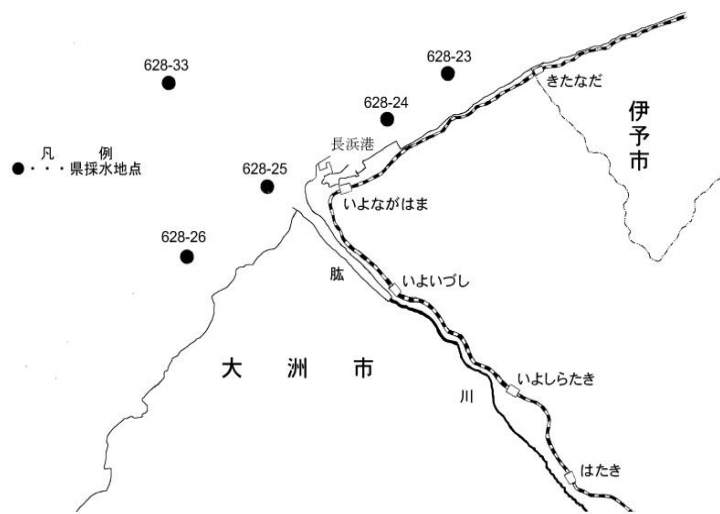 628-23
628-33
きたなだ
628-24
伊予市
長浜港
凡 例
●・・・県採水地点
628-25
いよながはま
628-26
肱
いよいづし
大洲市
いよしらたき
川
はたき